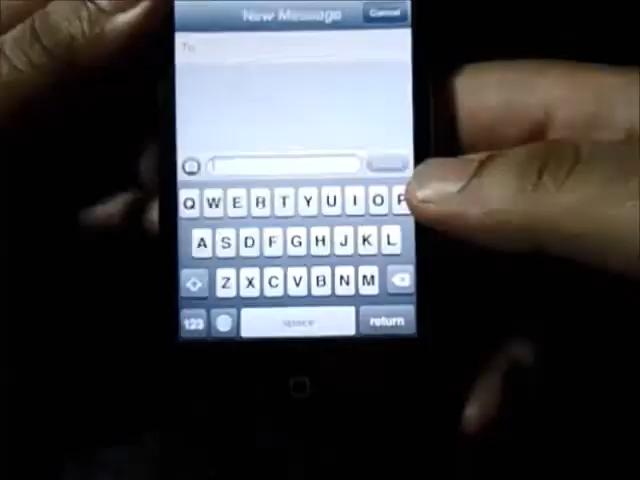 New Message Cancel
To:
Q W E R T Y U I O P
A S D F G H J K L
Z X C V B N M
123 space return